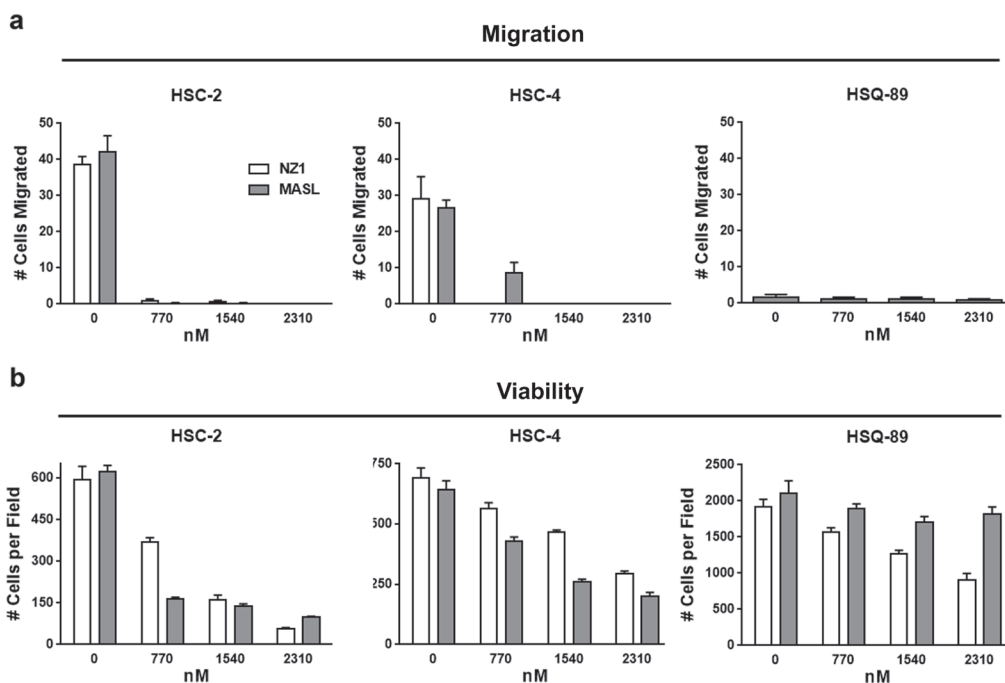 a
Migration
HSC-2
HSC-4
HSQ-89
# Cells Migrated
50
40
30
20
10
0
0 770 1540 2310
nM
NZ1
MASL
# Cells Migrated
50
40
30
20
10
0
0 770 1540 2310
nM
# Cells Migrated
50
40
30
20
10
0
0 770 1540 2310
nM
b
Viability
HSC-2
HSC-4
HSQ-89
# Cells per Field
600
450
300
150
0
0 770 1540 2310
nM
# Cells per Field
750
500
250
0
0 770 1540 2310
nM
# Cells per Field
2500
2000
1500
1000
500
0
0 770 1540 2310
nM